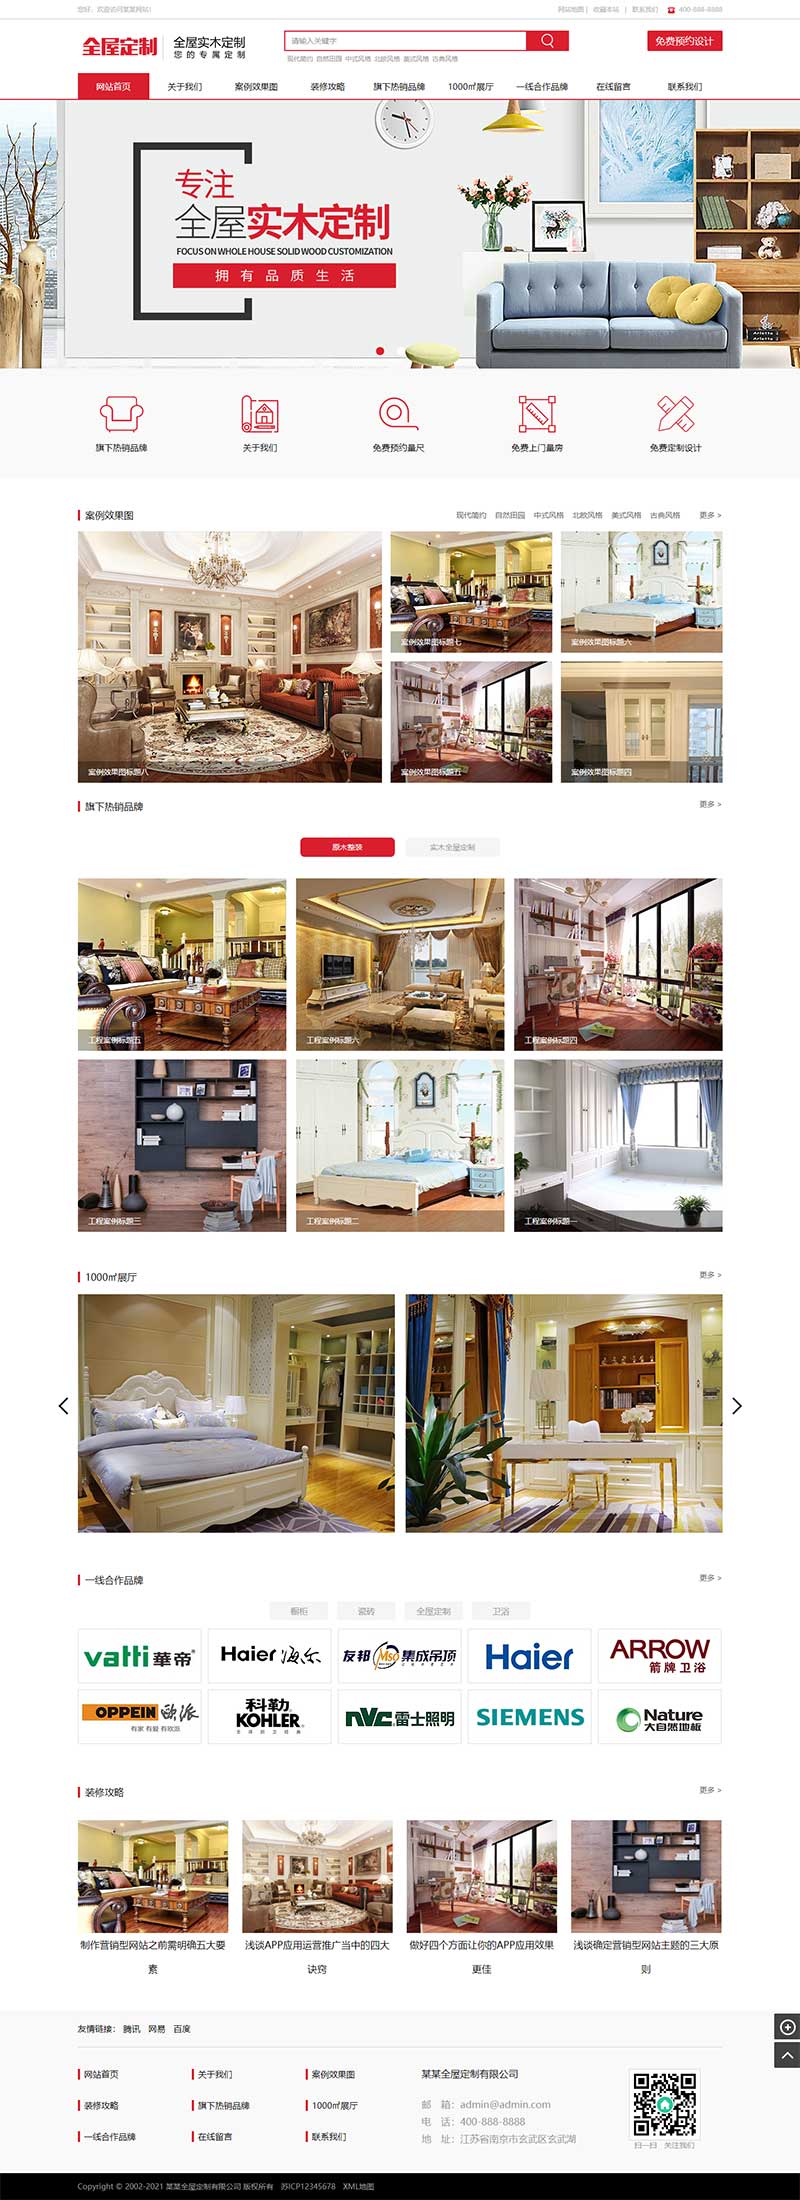 您好，欢迎访问某某网站！
网站地图 | 收藏本站 | 联系我们 400-888-8888
全屋定制
全屋实木定制
您的专属定制
请输入关键字
现代简约 自然田园 中式风格 北欧风格 美式风格 古典风格
免费预约设计
网站首页 关于我们 案例效果图 装修攻略 旗下热销品牌 1000㎡展厅 一线合作品牌 在线留言 联系我们
专注
全屋实木定制
FOCUS ON WHOLE HOUSE SOLID WOOD CUSTOMIZATION
拥有品质生活
旗下热销品牌 关于我们 免费预约量尺 免费上门量房 免费定制设计
案例效果图
现代简约 自然田园 中式风格 北欧风格 美式风格 古典风格 更多 >
案例效果图标题八
案例效果图标题七
案例效果图标题六
案例效果图标题五
案例效果图标题四
旗下热销品牌
更多 >
原木整装 实木全屋定制
工程案例标题五
工程案例标题六
工程案例标题四
工程案例标题三
工程案例标题二
工程案例标题一
1000㎡展厅
更多 >
一线合作品牌
更多 >
橱柜 瓷砖 全屋定制 卫浴
vatti 華帝
Haier 海尔
友邦 MSO 集成吊顶
Haier
ARROW
箭牌卫浴
OPPEIN 欧派
有家 有爱 有欧派
科勒
KOHLER
NVC 雷士照明
SIEMENS
Nature
大自然地板
装修攻略
更多 >
制作营销型网站之前需明确五大要
素
浅谈APP应用运营推广当中的四大
诀窍
做好四个方面让你的APP应用效果
更佳
浅谈确定营销型网站主题的三大原
则
友情链接： 腾讯 网易 百度
网站首页 关于我们 案例效果图
装修攻略 旗下热销品牌 1000㎡展厅
一线合作品牌 在线留言 联系我们
某某全屋定制有限公司
邮 箱：admin@admin.com
电 话：400-888-8888
地 址：江苏省南京市玄武区玄武湖
扫一扫 关注我们
Copyright © 2002-2021 某某全屋定制有限公司 版权所有 苏ICP12345678 XML地图